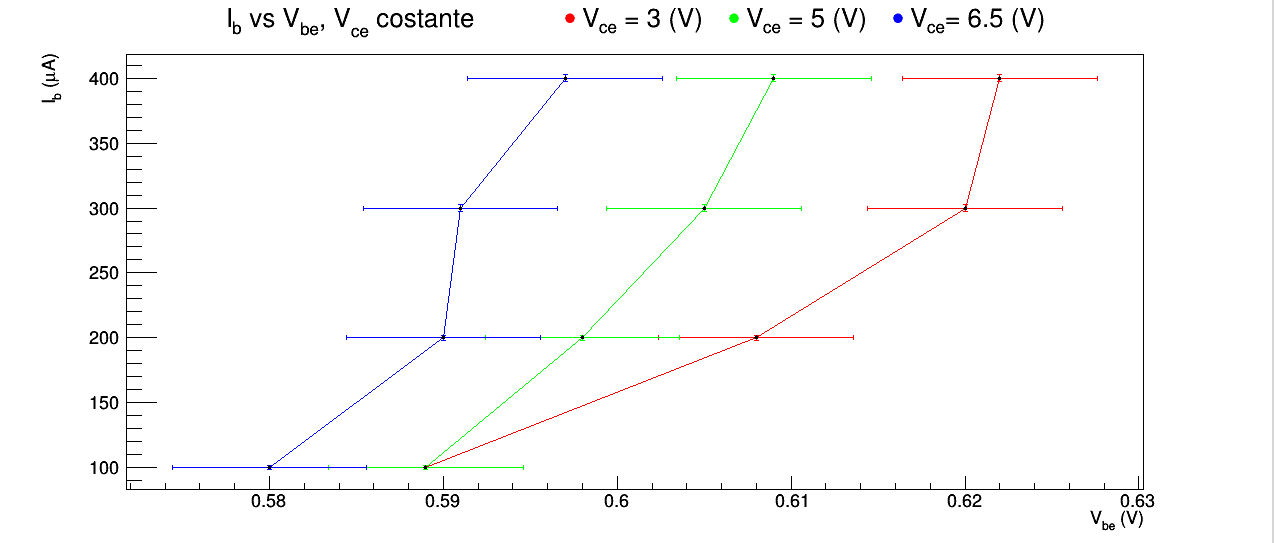 I_b vs V_be, V_ce costante ● V_ce = 3 (V) ● V_ce = 5 (V) ● V_ce= 6.5 (V)
I_b (μA)
400
350
300
250
200
150
100
0.58 0.59 0.6 0.61 0.62 0.63
V_be (V)